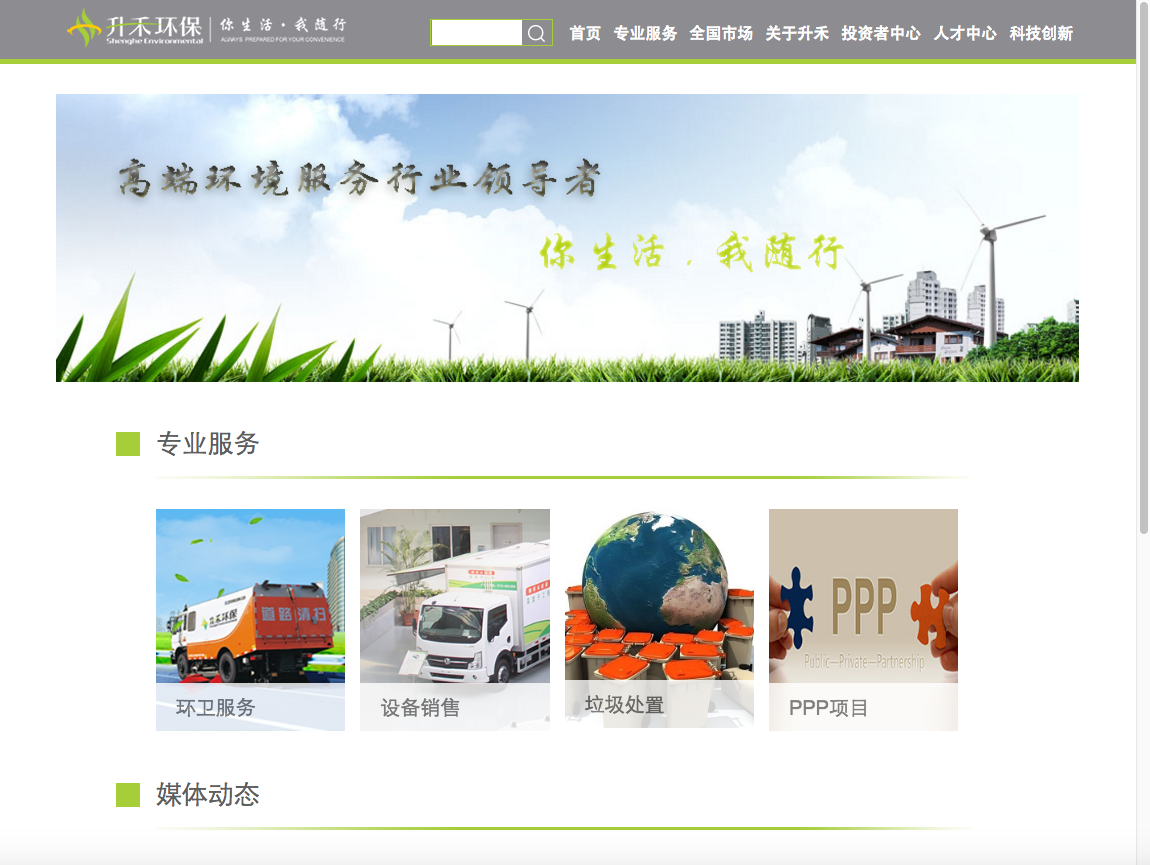 升禾环保
Shenghe Environmental
你生活·我随行
ALWAYS PREPARED FOR YOUR CONVENIENCE
首页 专业服务 全国市场 关于升禾 投资者中心 人才中心 科技创新
高端环境服务行业领导者
你生活，我随行
专业服务
升禾环保
道路清扫
PPP
Public—Private—Partnership
环卫服务
设备销售
垃圾处置
PPP项目
媒体动态